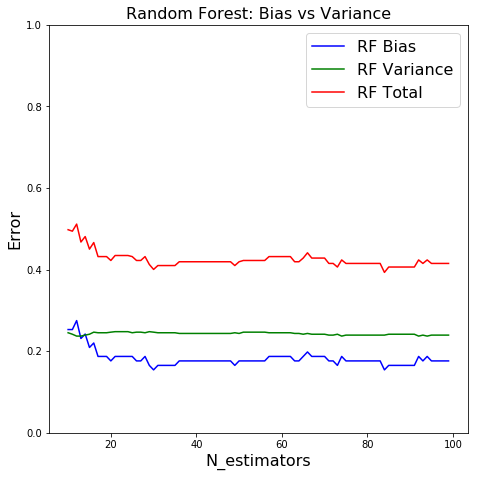 Random Forest: Bias vs Variance
1.0
0.8
0.6
0.4
0.2
0.0
Error
RF Bias
RF Variance
RF Total
20
40
60
80
100
N_estimators